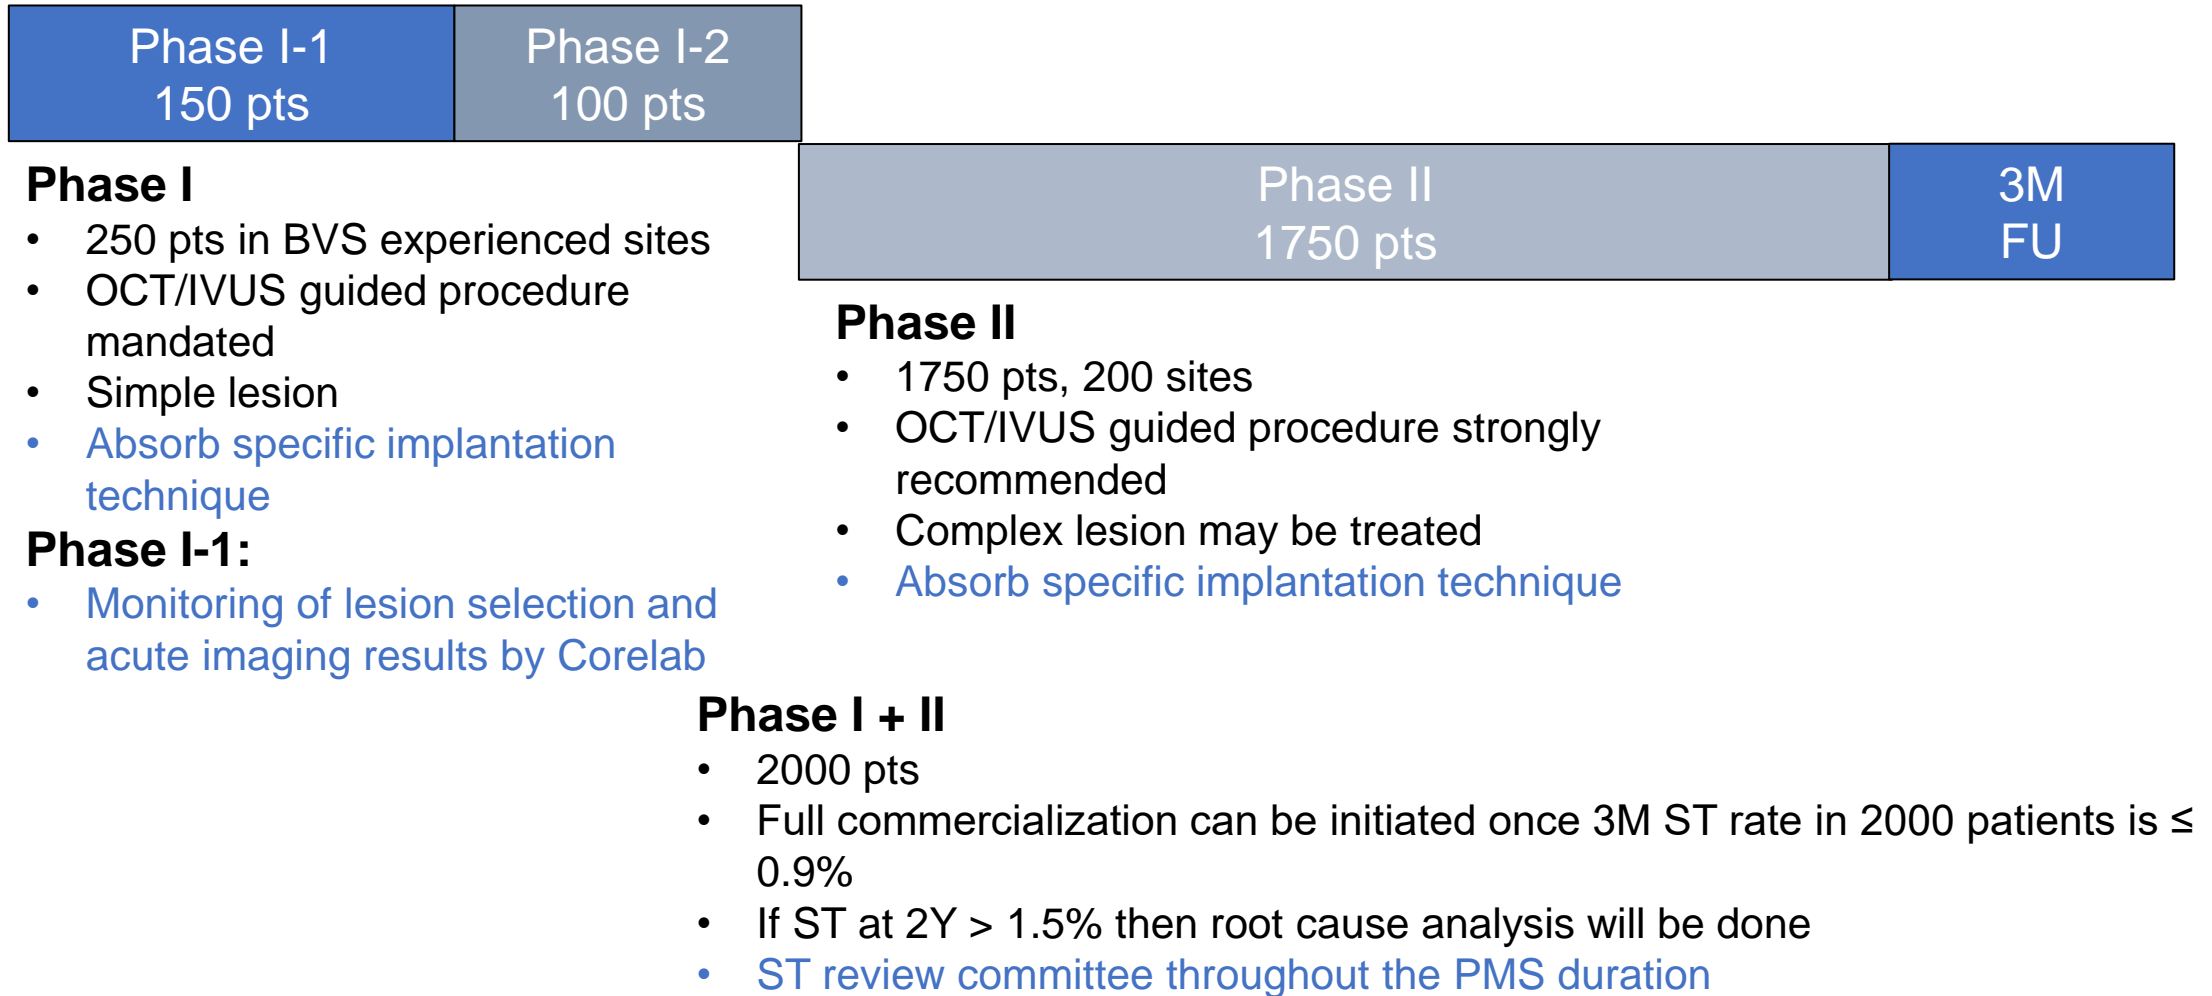 Phase I-1
150 pts
Phase I-2
100 pts
Phase II
1750 pts
3M
FU
Phase I
• 250 pts in BVS experienced sites
• OCT/IVUS guided procedure
mandated
• Simple lesion
• Absorb specific implantation
technique
Phase I-1:
• Monitoring of lesion selection and
acute imaging results by Corelab
Phase II
• 1750 pts, 200 sites
• OCT/IVUS guided procedure strongly
recommended
• Complex lesion may be treated
• Absorb specific implantation technique
Phase I + II
• 2000 pts
• Full commercialization can be initiated once 3M ST rate in 2000 patients is ≤
0.9%
• If ST at 2Y > 1.5% then root cause analysis will be done
• ST review committee throughout the PMS duration